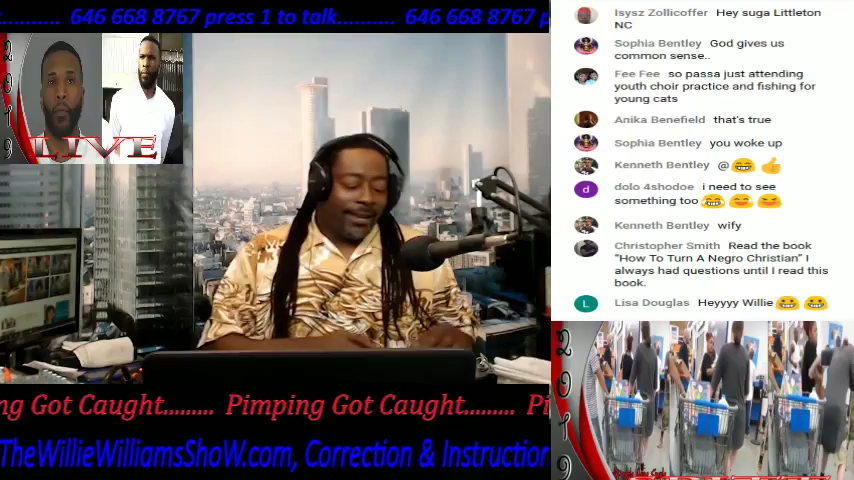 ......... 646 668 8767 press 1 to talk.......... 646 668 8767 p
2019
LIVE
Isysz Zollicoffer Hey suga Littleton
NC
Sophia Bentley God gives us
common sense..
Fee Fee so passa just attending
youth choir practice and fishing for
young cats
Anika Benefield that's true
Sophia Bentley you woke up
Kenneth Bentley @😂👍
d dolo 4shodoe i need to see
something too 😂😅😆
Kenneth Bentley wify
Christopher Smith Read the book
"How To Turn A Negro Christian" I
always had questions until I read this
book.
L Lisa Douglas Heyyyy Willie 😁 😁
2019
ng Got Caught......... Pimping Got Caught......... Pi
TheWillieWilliamsShoW.com, Correction & Instruction